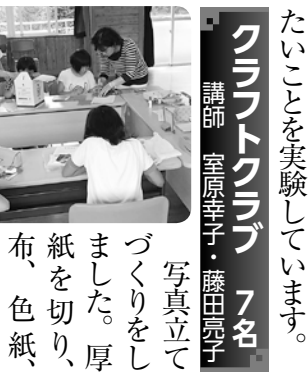 たいことを実験しています。
クラフトクラブ　7名
講師　室原幸子・藤田亮子
写真立て
づくりをし
ました。厚
紙を切り、
布、色紙、